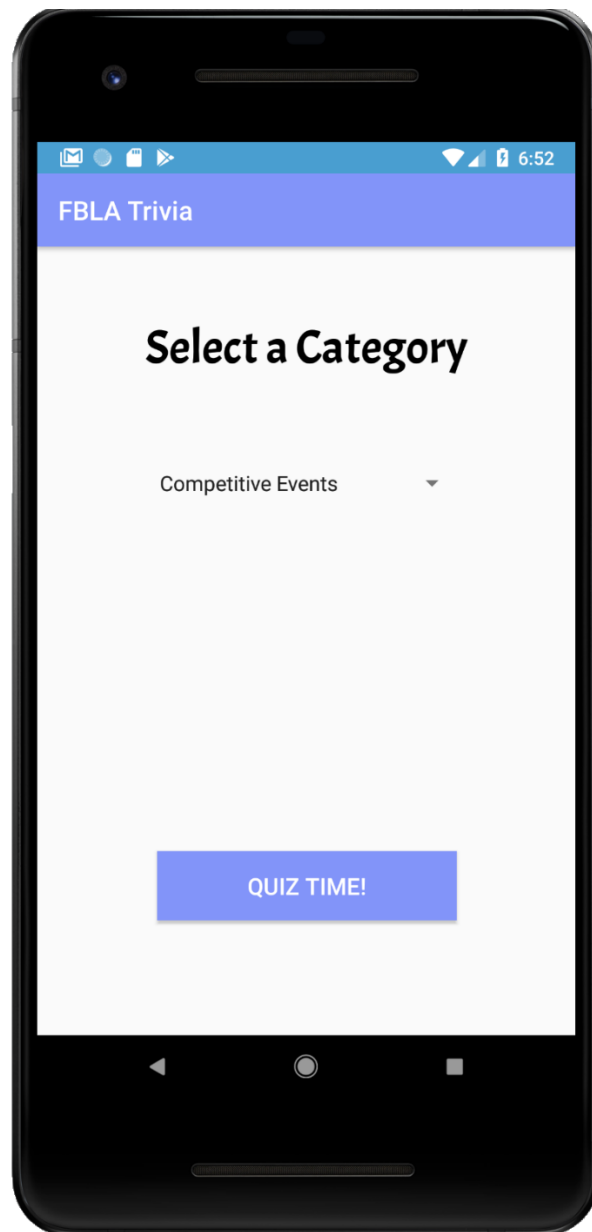 6:52
FBLA Trivia
Select a Category
Competitive Events
QUIZ TIME!